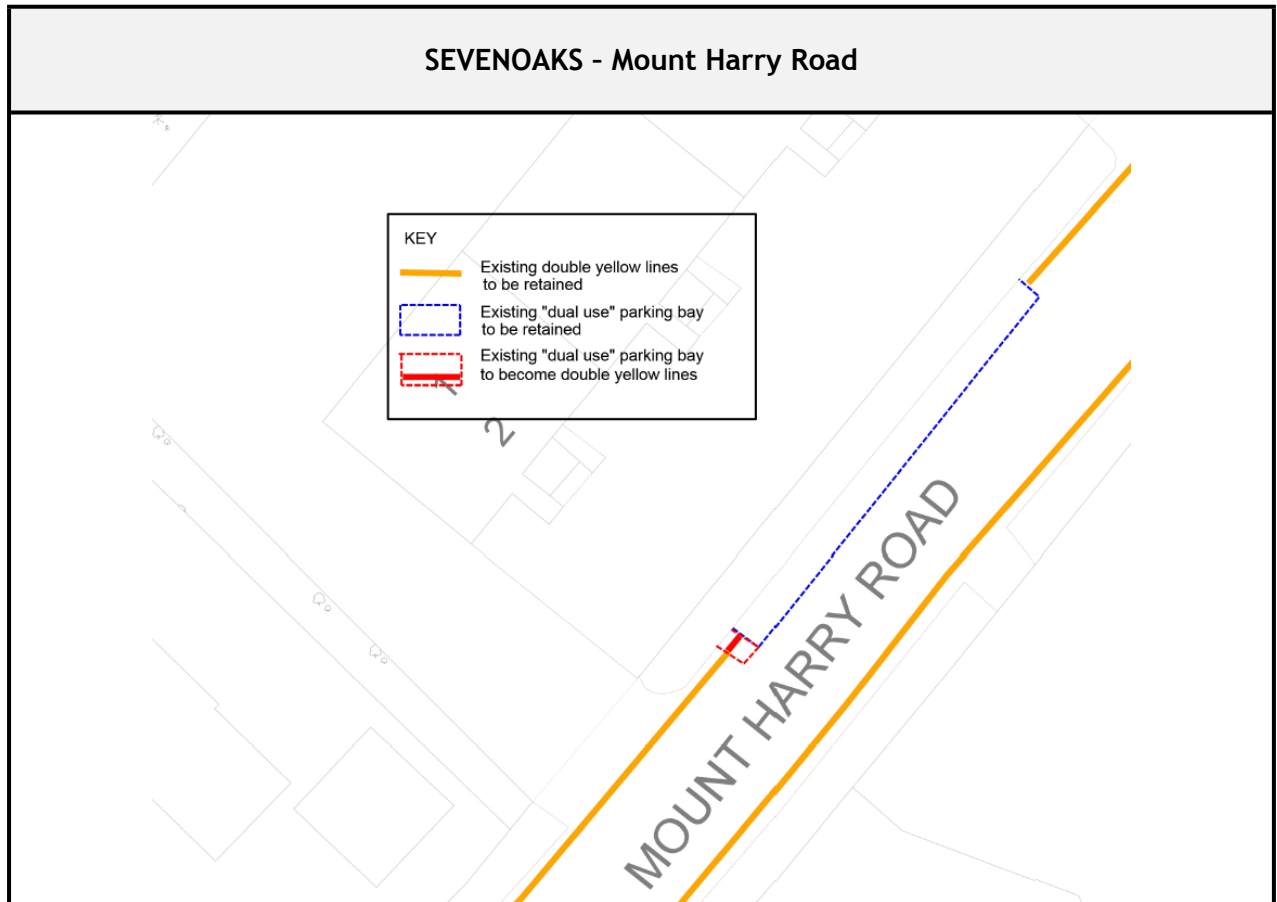 SEVENOAKS - Mount Harry Road
KEY
Existing double yellow lines
to be retained
Existing "dual use" parking bay
to be retained
Existing "dual use" parking bay
to become double yellow lines
1
2
MOUNT HARRY ROAD